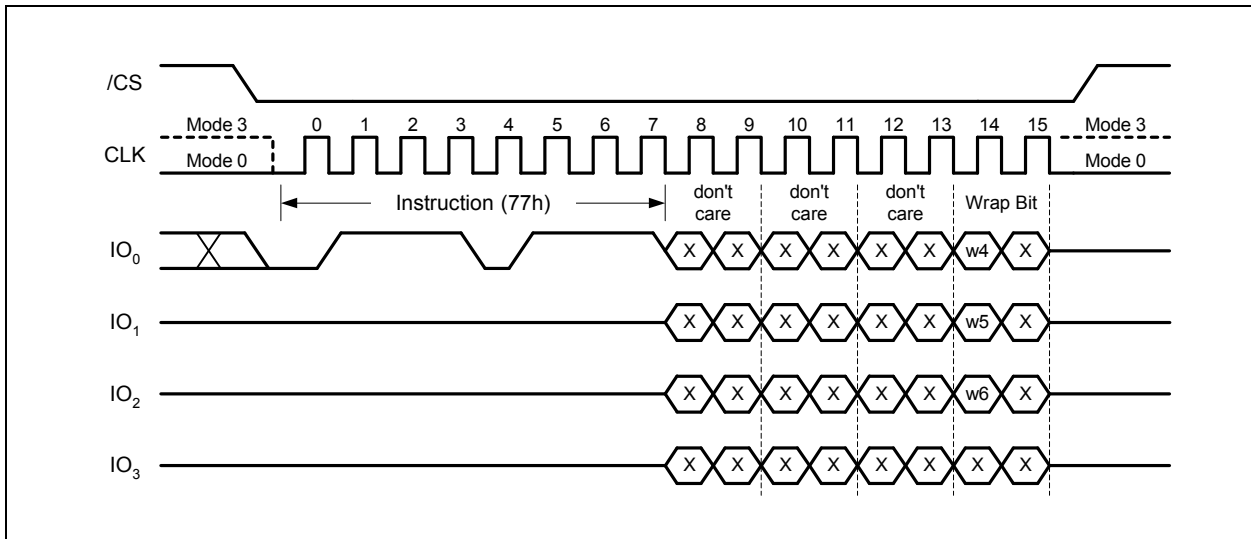 /CS
Mode 3 0 1 2 3 4 5 6 7 8 9 10 11 12 13 14 15 Mode 3
CLK Mode 0 Mode 0
Instruction (77h) don't care don't care don't care Wrap Bit
IO0 X X X X X X w4 X
IO1 X X X X X X w5 X
IO2 X X X X X X w6 X
IO3 X X X X X X X X